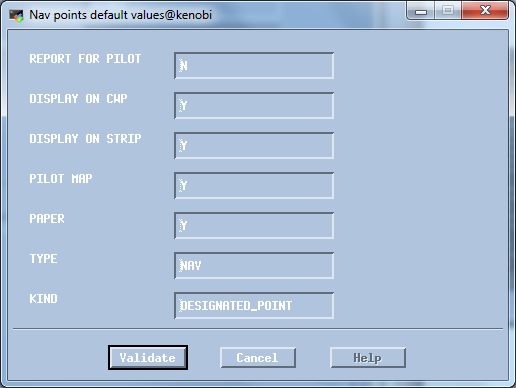 Nav points default values@kenobi
REPORT FOR PILOT N
DISPLAY ON CWP Y
DISPLAY ON STRIP Y
PILOT MAP Y
PAPER Y
TYPE NAV
KIND DESIGNATED_POINT
Validate Cancel Help